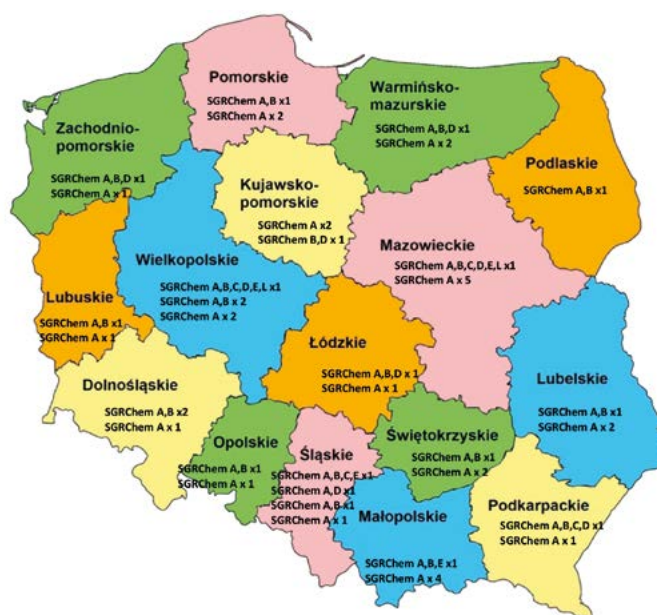 Pomorskie
SGRChem A,B x1
SGRChem A x 2
Warmińsko-
mazurskie
SGRChem A,B,D x1
SGRChem A x 2
Zachodnio-
pomorskie
SGRChem A,B,D x1
SGRChem A x 1
Podlaskie
SGRChem A,B x1
Kujawsko-
pomorskie
SGRChem A x2
SGRChem B,D x 1
Mazowieckie
SGRChem A,B,C,D,E,L x1
SGRChem A x 5
Wielkopolskie
SGRChem A,B,C,D,E,L x1
SGRChem A,B x 2
SGRChem A x 2
Lubuskie
SGRChem A,B x1
SGRChem A x 1
Łódzkie
SGRChem A,B,D x 1
SGRChem A x 1
Lubelskie
SGRChem A,B x1
SGRChem A x 2
Dolnośląskie
SGRChem A,B x2
SGRChem A x 1
Opolskie
SGRChem A,B x1
SGRChem A x 1
Śląskie
SGRChem A,B,C,E x1
SGRChem A,D x1
SGRChem A,B x1
SGRChem A x 1
Świętokrzyskie
SGRChem A,B x1
SGRChem A x 2
Małopolskie
SGRChem A,B,E x1
SGRChem A x 4
Podkarpackie
SGRChem A,B,C,D x1
SGRChem A x 1